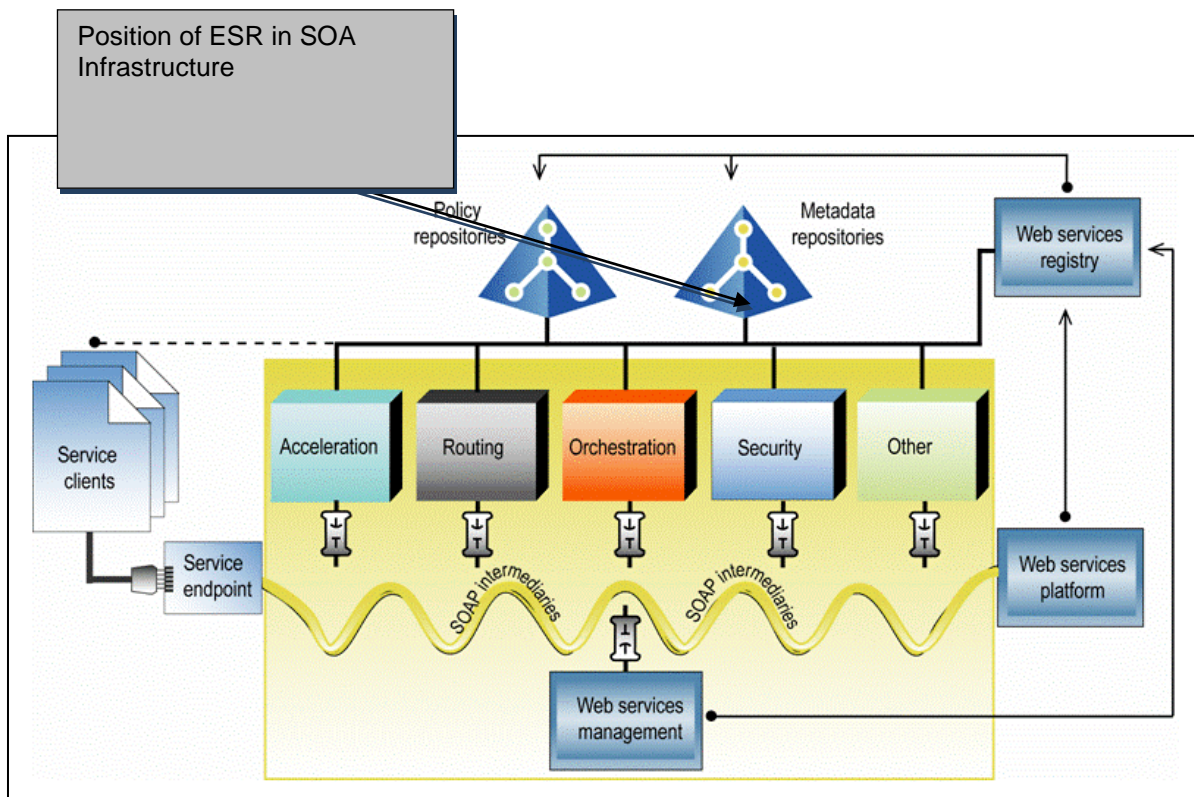 Position of ESR in SOA
Infrastructure
Policy
repositories
Metadata
repositories
Web services
registry
Service
clients
Acceleration
Routing
Orchestration
Security
Other
Service
endpoint
SOAP intermediaries
SOAP intermediaries
Web services
platform
Web services
management